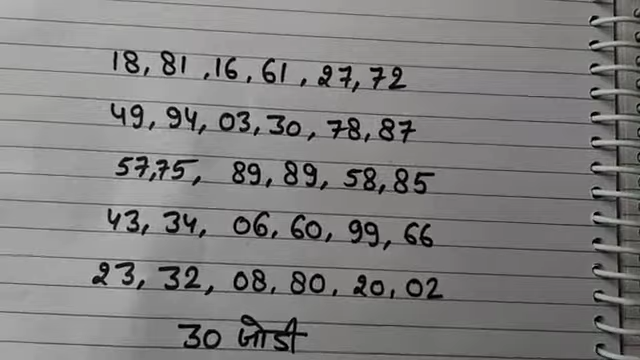 18, 81, 16, 61, 27, 72
49, 94, 03, 30, 78, 87
57, 75, 89, 89, 58, 85
43, 34, 06, 60, 99, 66
23, 32, 08, 80, 20, 02
30 जोडी